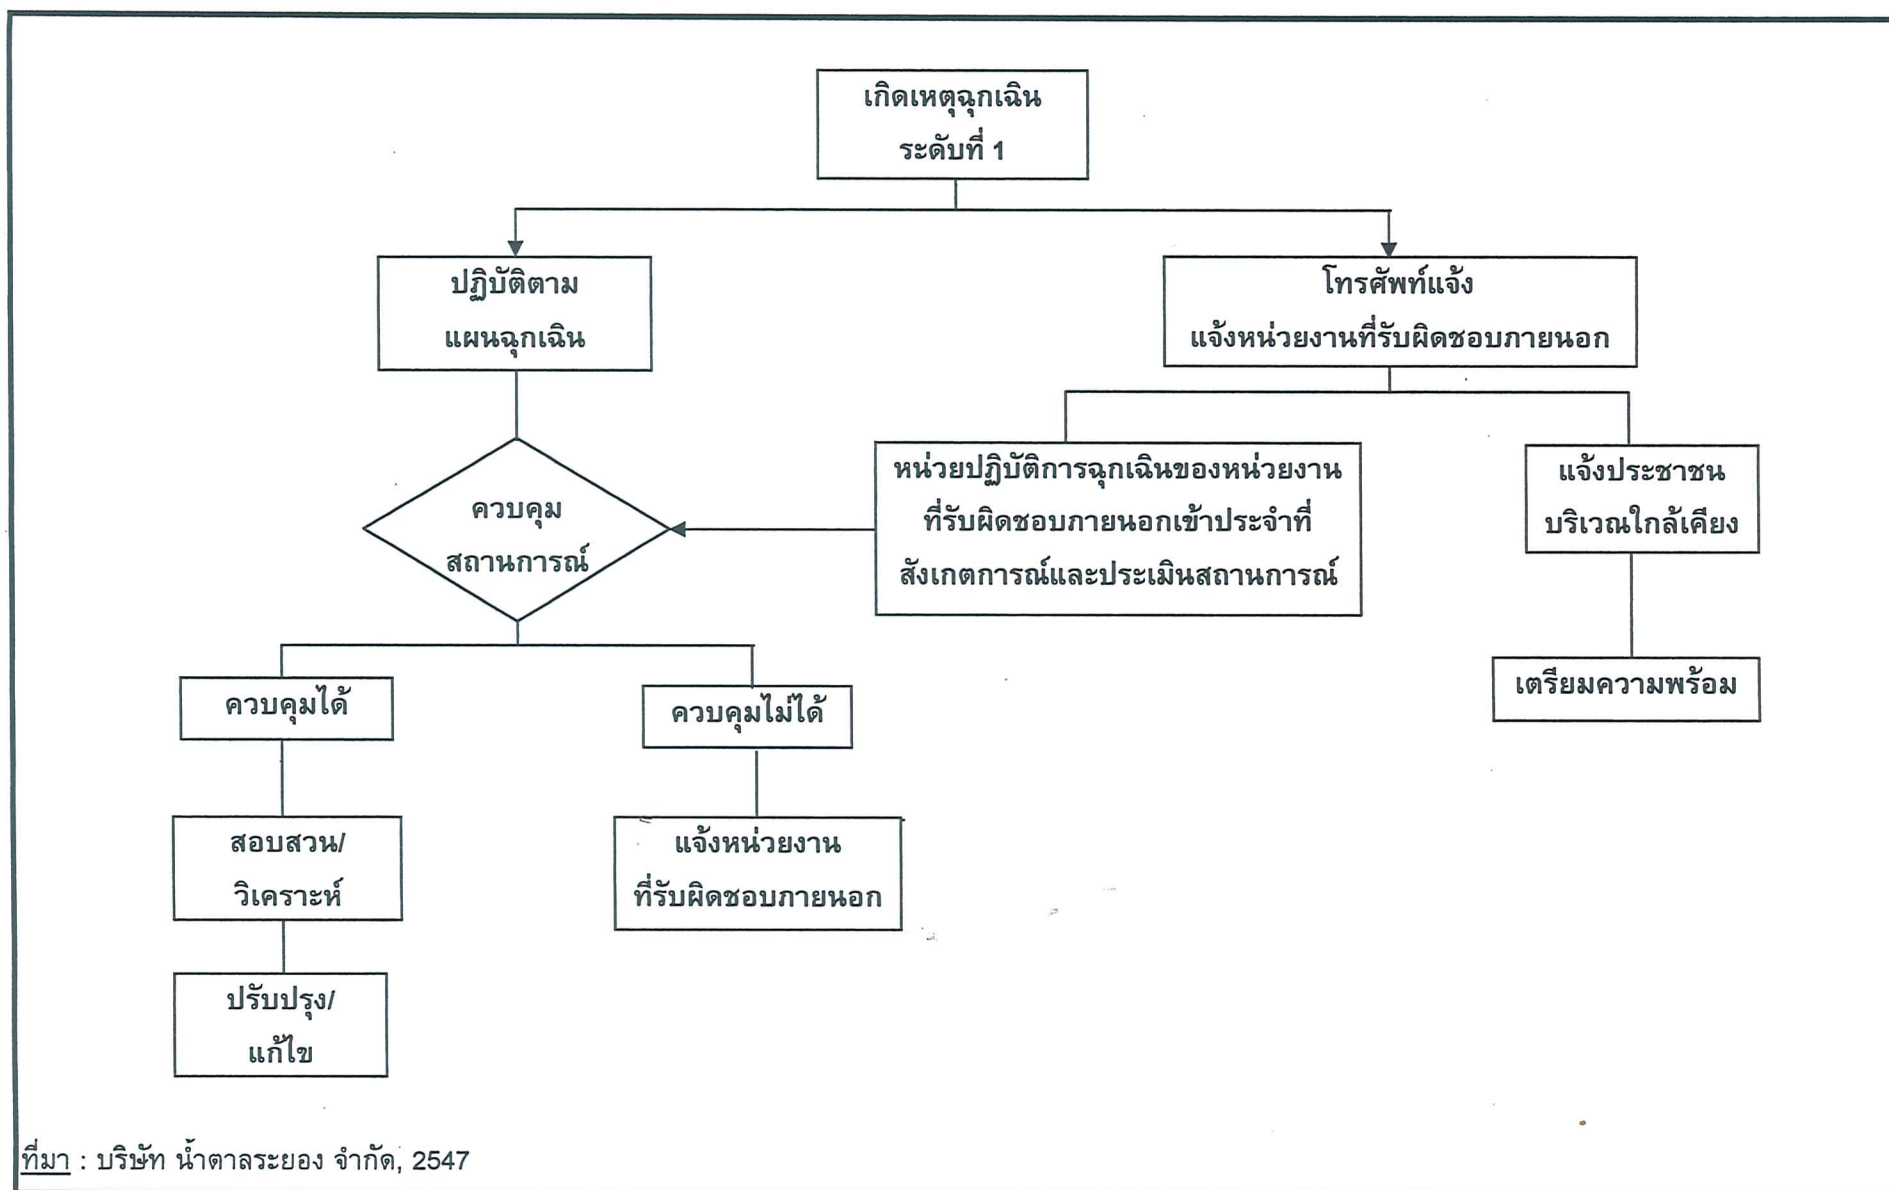 เกิดเหตุฉุกเฉิน
ระดับที่ 1
ปฏิบัติตาม
แผนฉุกเฉิน
โทรศัพท์แจ้ง
แจ้งหน่วยงานที่รับผิดชอบภายนอก
ควบคุม
สถานการณ์
หน่วยปฏิบัติการฉุกเฉินของหน่วยงาน
ที่รับผิดชอบภายนอกเข้าประจำที่
สังเกตการณ์และประเมินสถานการณ์
แจ้งประชาชน
บริเวณใกล้เคียง
เตรียมความพร้อม
ควบคุมได้
ควบคุมไม่ได้
สอบสวน/
วิเคราะห์
แจ้งหน่วยงาน
ที่รับผิดชอบภายนอก
ปรับปรุง/
แก้ไข
ที่มา : บริษัท น้ำตาลระยอง จำกัด, 2547